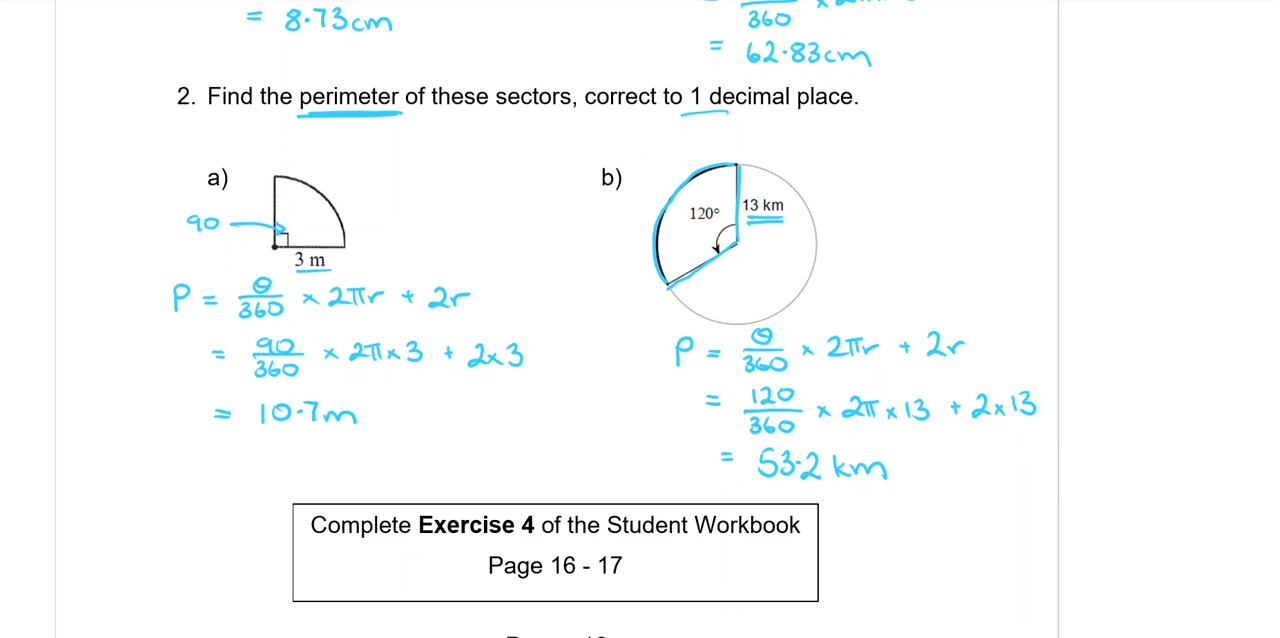 = 8.73cm
360
= 62.83cm
2. Find the perimeter of these sectors, correct to 1 decimal place.
a)
90
3 m
P = θ/360 × 2πr + 2r
= 90/360 × 2π×3 + 2×3
= 10.7m
b)
120°
13 km
P = θ/360 × 2πr + 2r
= 120/360 × 2π × 13 + 2×13
= 53.2 km
Complete Exercise 4 of the Student Workbook
Page 16 - 17